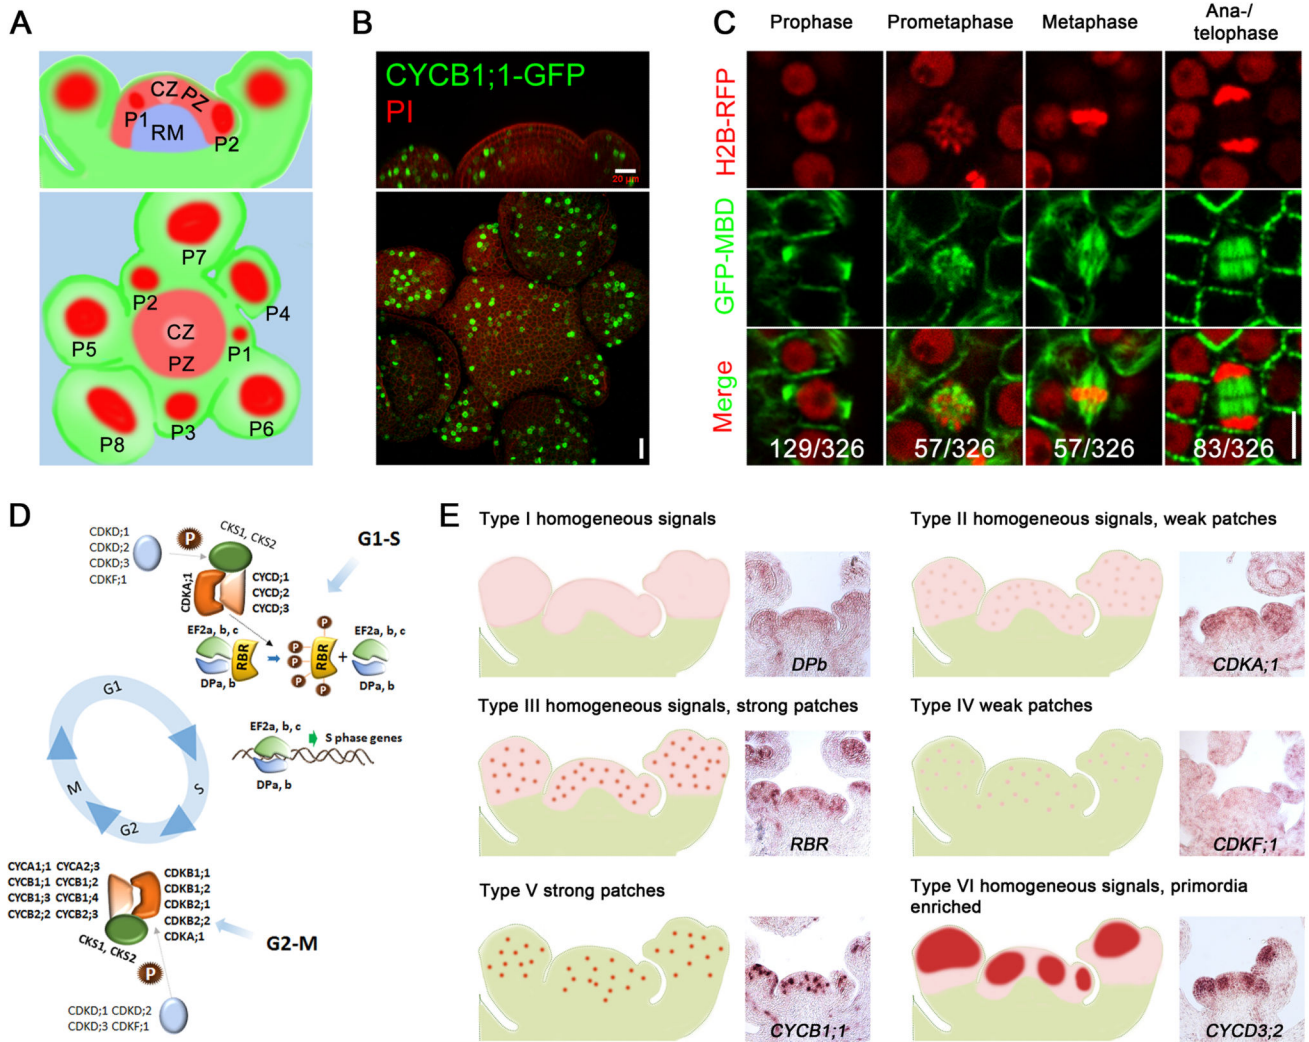 A
CZ
PZ
P1
RM
P2
P7
P2
P4
CZ
P5
P1
PZ
P8
P3
P6
B
CYCB1;1-GFP
PI
20 µm
C
Prophase
Prometaphase
Metaphase
Ana-/
telophase
H2B-RFP
GFP-MBD
Merge
129/326
57/326
57/326
83/326
D
CDKD;1
CDKD;2
CDKD;3
CDKF;1
P
CKS1, CKS2
G1-S
CDKA;1
CYCD;1
CYCD;2
CYCD;3
EF2a, b, c
RBR
DPa, b
P
P
P
P
P
RBR
P
+
EF2a, b, c
DPa, b
G1
S
G2
M
EF2a, b, c
S phase genes
DPa, b
CYCA1;1 CYCA2;3
CYCB1;1 CYCB1;2
CYCB1;3 CYCB1;4
CYCB2;2 CYCB2;3
CDKB1;1
CDKB1;2
CDKB2;1
CDKB2;2
CDKA;1
CKS1, CKS2
G2-M
P
CDKD;1 CDKD;2
CDKD;3 CDKF;1
E
Type I homogeneous signals
DPb
Type II homogeneous signals, weak patches
CDKA;1
Type III homogeneous signals, strong patches
RBR
Type IV weak patches
CDKF;1
Type V strong patches
CYCB1;1
Type VI homogeneous signals, primordia
enriched
CYCD3;2